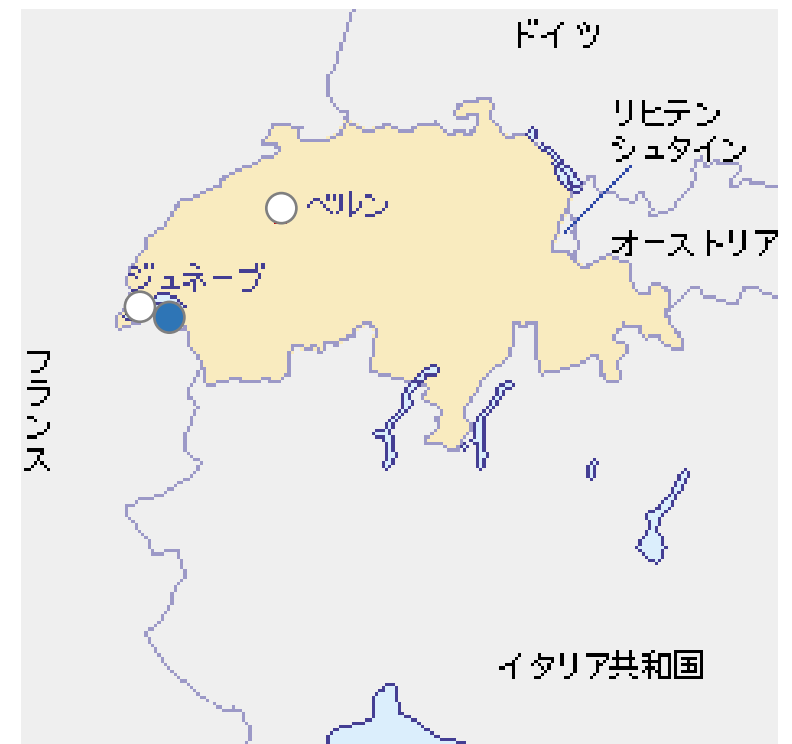 ドイツ
リヒテン
シュタイン
ベルン
オーストリア
ジュネーブ
フランス
イタリア共和国